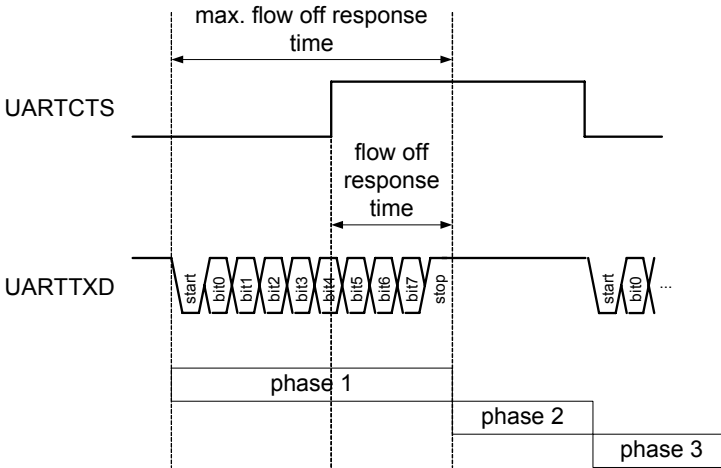 max. flow off response
time
UARTCTS
flow off
response
time
UARTTXD
start bit0 bit1 bit2 bit3 bit4 bit5 bit6 bit7 stop start bit0 ...
phase 1
phase 2
phase 3